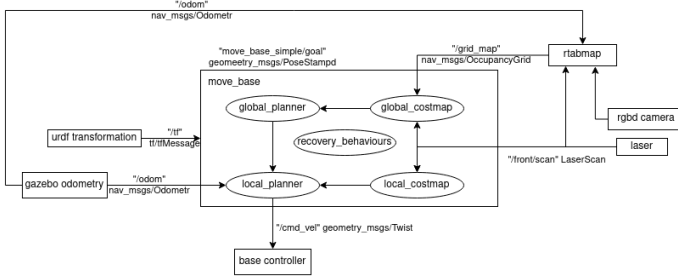 "/odom"
nav_msgs/Odometr
"move_base_simple/goal"
geometry_msgs/PoseStampd
"/grid_map"
nav_msgs/OccupancyGrid
rtabmap
move_base
global_planner
global_costmap
rgbd camera
urdf transformation
"/tf"
tf/tfMessage
recovery_behaviours
laser
"/front/scan" LaserScan
gazebo odometry
"/odom"
nav_msgs/Odometr
local_planner
local_costmap
"/cmd_vel" geometry_msgs/Twist
base controller